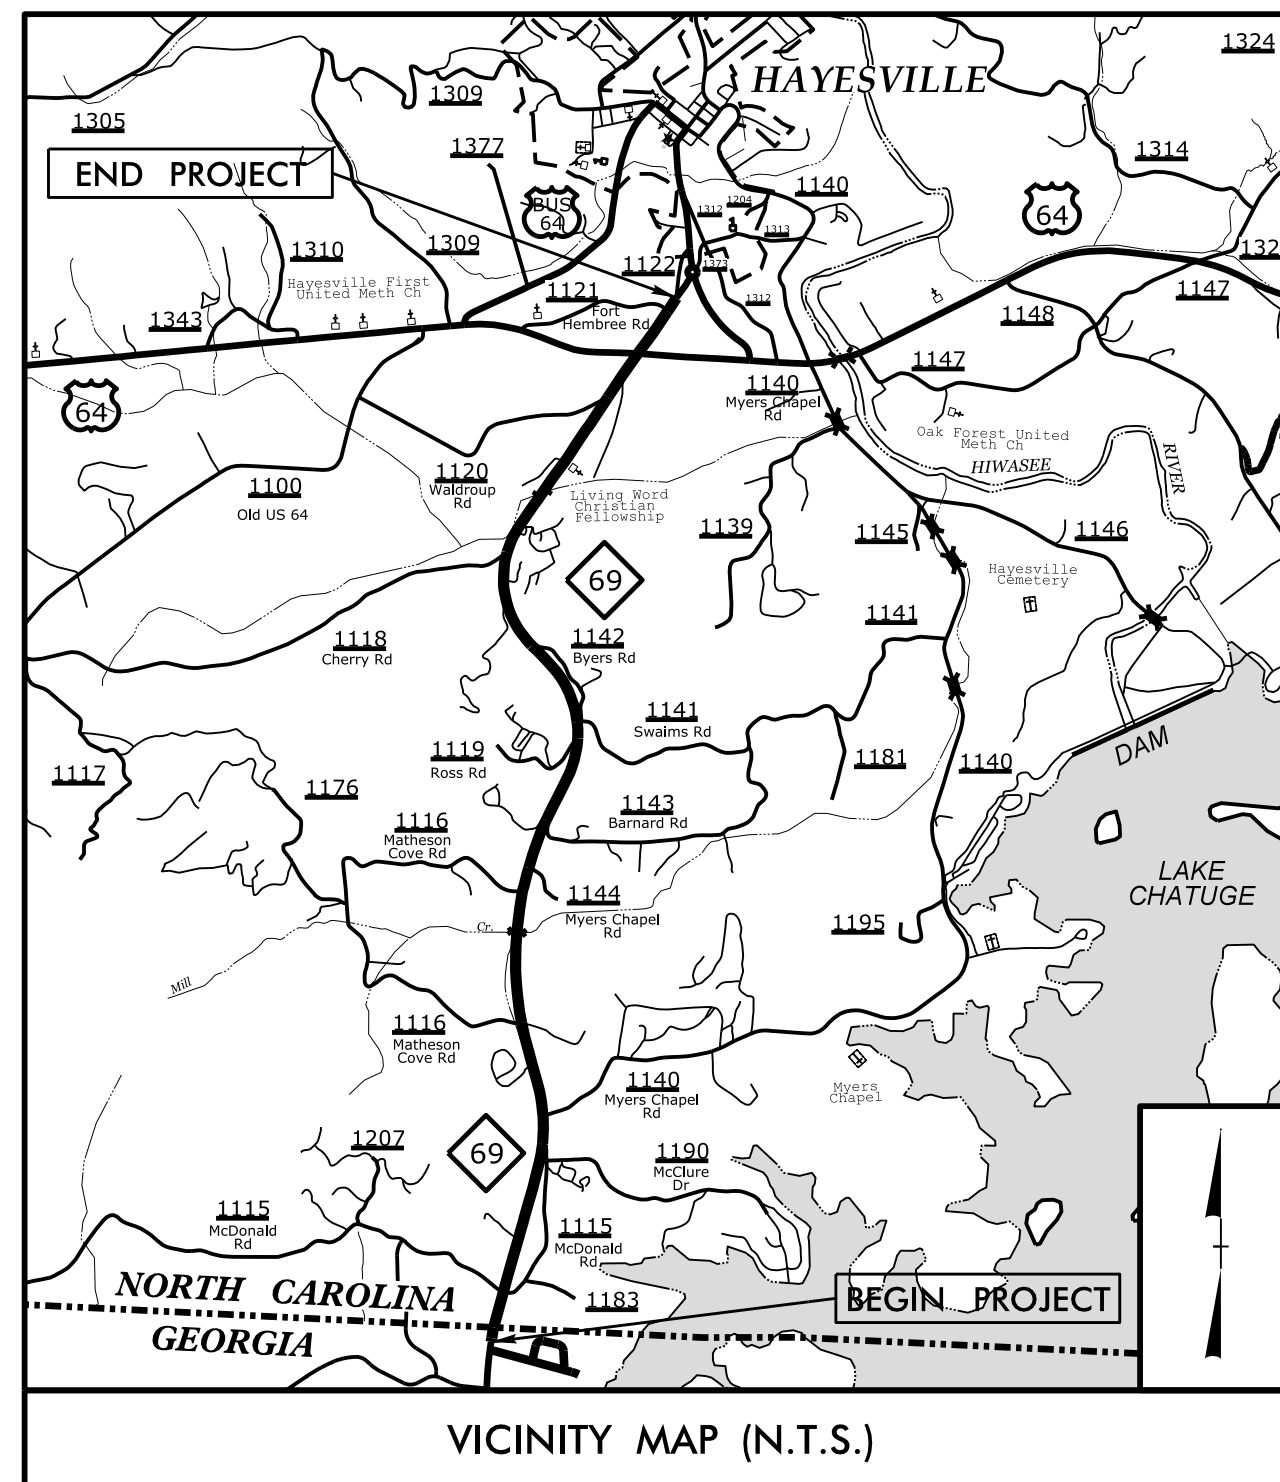 1324
HAYESVILLE
1309
1305
1377
1314
END PROJECT
1140
BUS
64
1312
1204
64
1313
1310
1309
132
1122
1373
Hayesville First
United Meth Ch
1121
1147
1312
Fort
Hembree Rd
1343
1148
1147
64
1140
Myers Chapel
Rd
Oak Forest United
Meth Ch
HIWASEE
RIVER
1120
Waldroup
Rd
1100
Old US 64
Living Word
Christian
Fellowship
1139
1145
1146
69
Hayesville
Cemetery
1141
1118
Cherry Rd
1142
Byers Rd
1141
Swaims Rd
DAM
1119
Ross Rd
1181
1140
1117
1176
1143
Barnard Rd
1116
Matheson
Cove Rd
LAKE
CHATUGE
1144
Myers Chapel
Rd
1195
Cr.
Mill
1116
Matheson
Cove Rd
1140
Myers Chapel
Rd
Myers
Chapel
1207
69
1190
McClure
Dr
1115
McDonald
Rd
1115
McDonald
Rd
NORTH CAROLINA
1183
BEGIN PROJECT
GEORGIA
VICINITY MAP (N.T.S.)